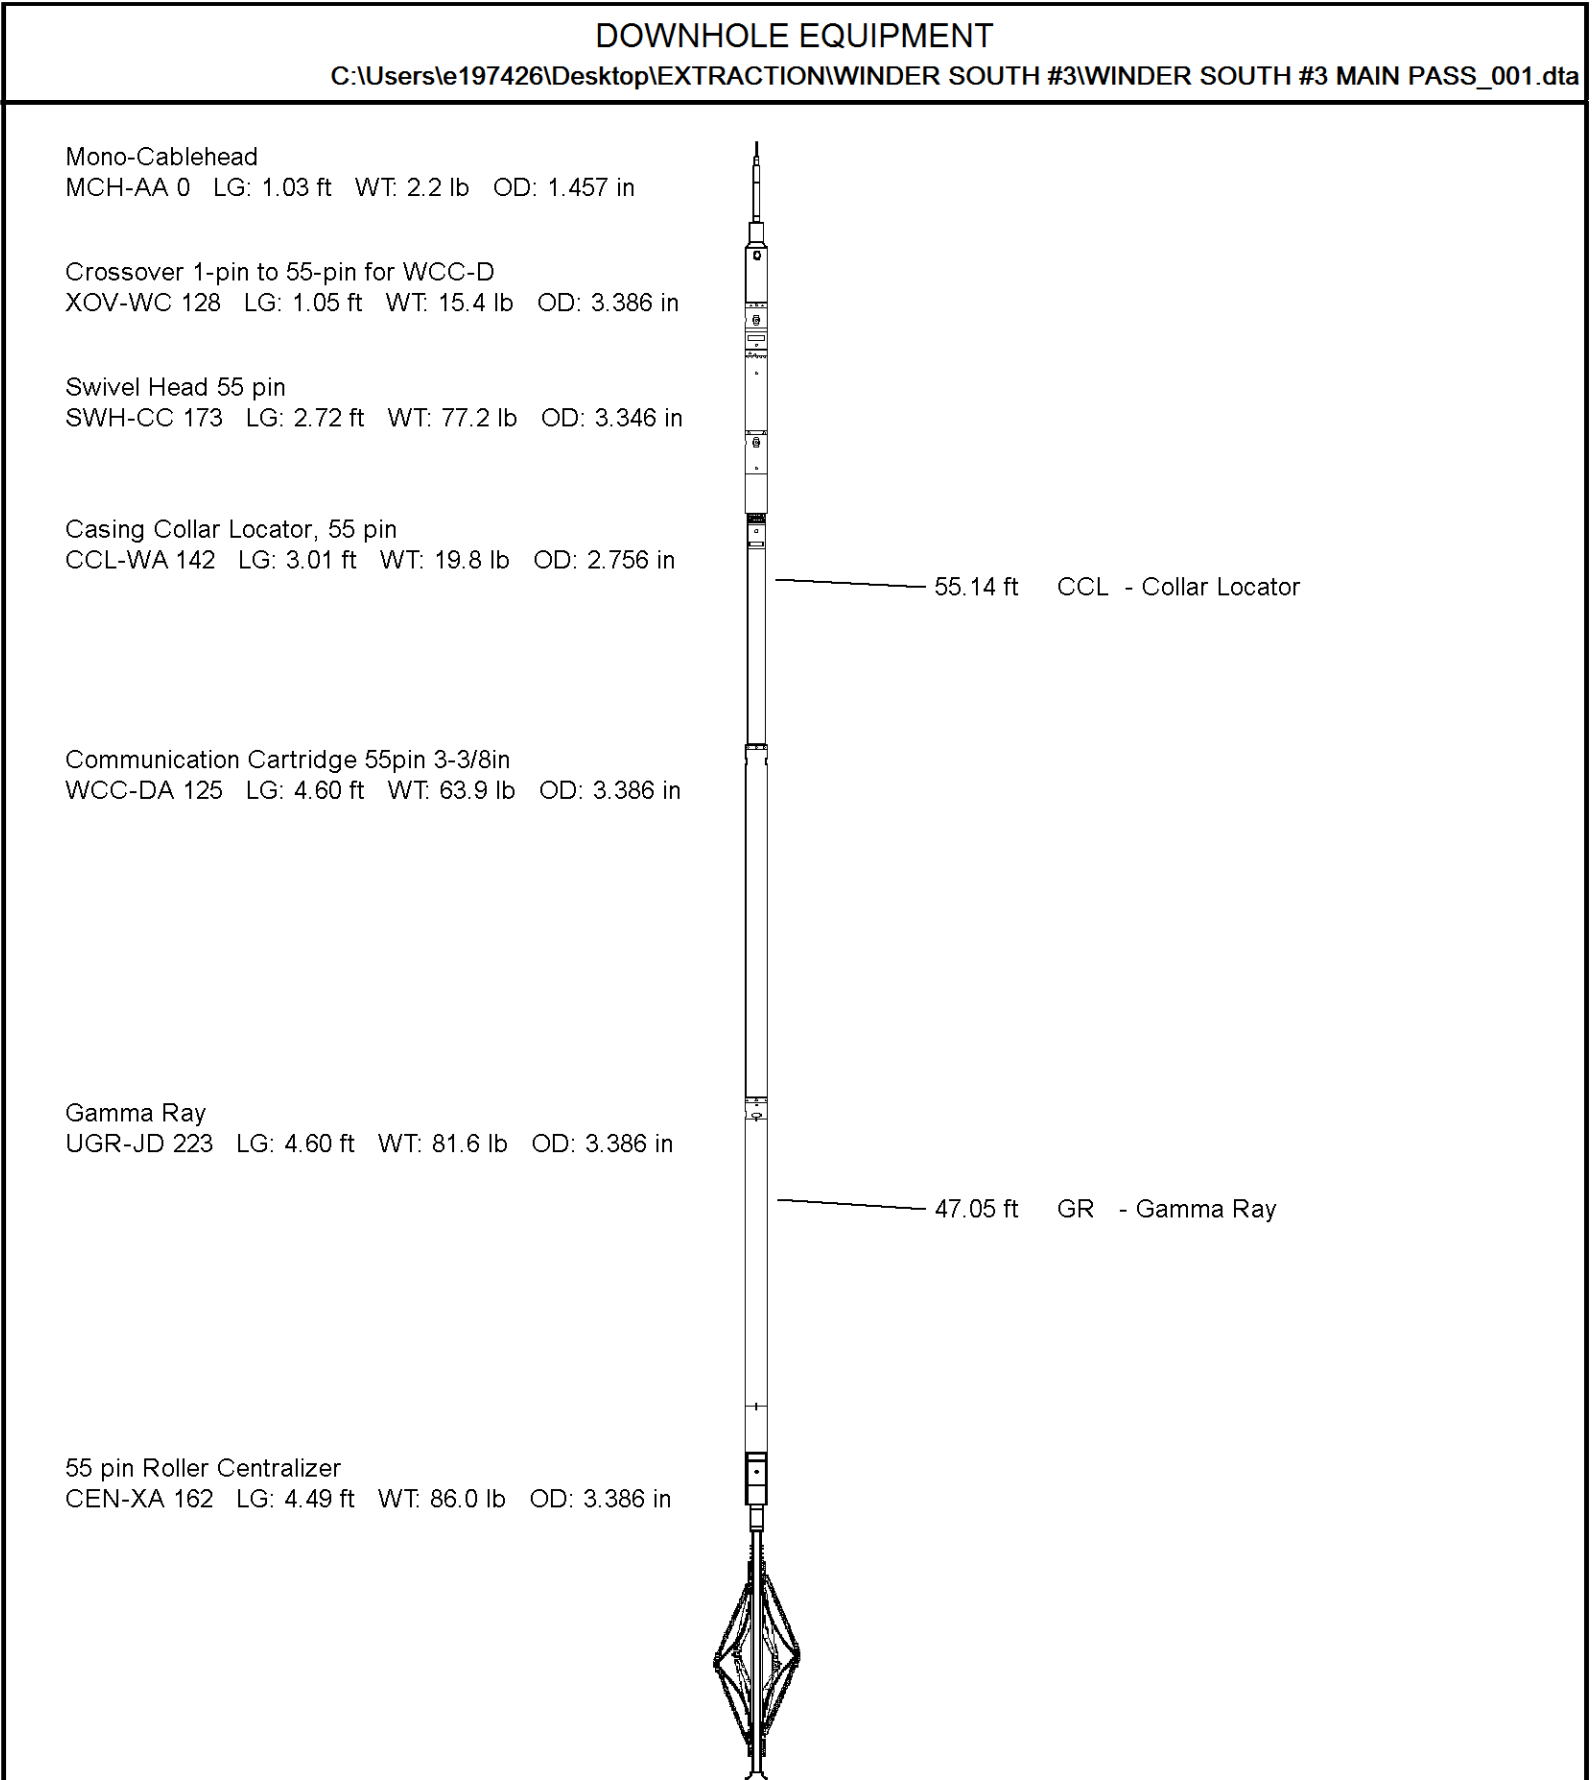 DOWNHOLE EQUIPMENT
C:\Users\e197426\Desktop\EXTRACTION\WINDER SOUTH #3\WINDER SOUTH #3 MAIN PASS_001.dta
Mono-Cablehead
MCH-AA 0 LG: 1.03 ft WT: 2.2 lb OD: 1.457 in
Crossover 1-pin to 55-pin for WCC-D
XOV-WC 128 LG: 1.05 ft WT: 15.4 lb OD: 3.386 in
Swivel Head 55 pin
SWH-CC 173 LG: 2.72 ft WT: 77.2 lb OD: 3.346 in
Casing Collar Locator, 55 pin
CCL-WA 142 LG: 3.01 ft WT: 19.8 lb OD: 2.756 in
55.14 ft CCL - Collar Locator
Communication Cartridge 55pin 3-3/8in
WCC-DA 125 LG: 4.60 ft WT: 63.9 lb OD: 3.386 in
Gamma Ray
UGR-JD 223 LG: 4.60 ft WT: 81.6 lb OD: 3.386 in
47.05 ft GR - Gamma Ray
55 pin Roller Centralizer
CEN-XA 162 LG: 4.49 ft WT: 86.0 lb OD: 3.386 in